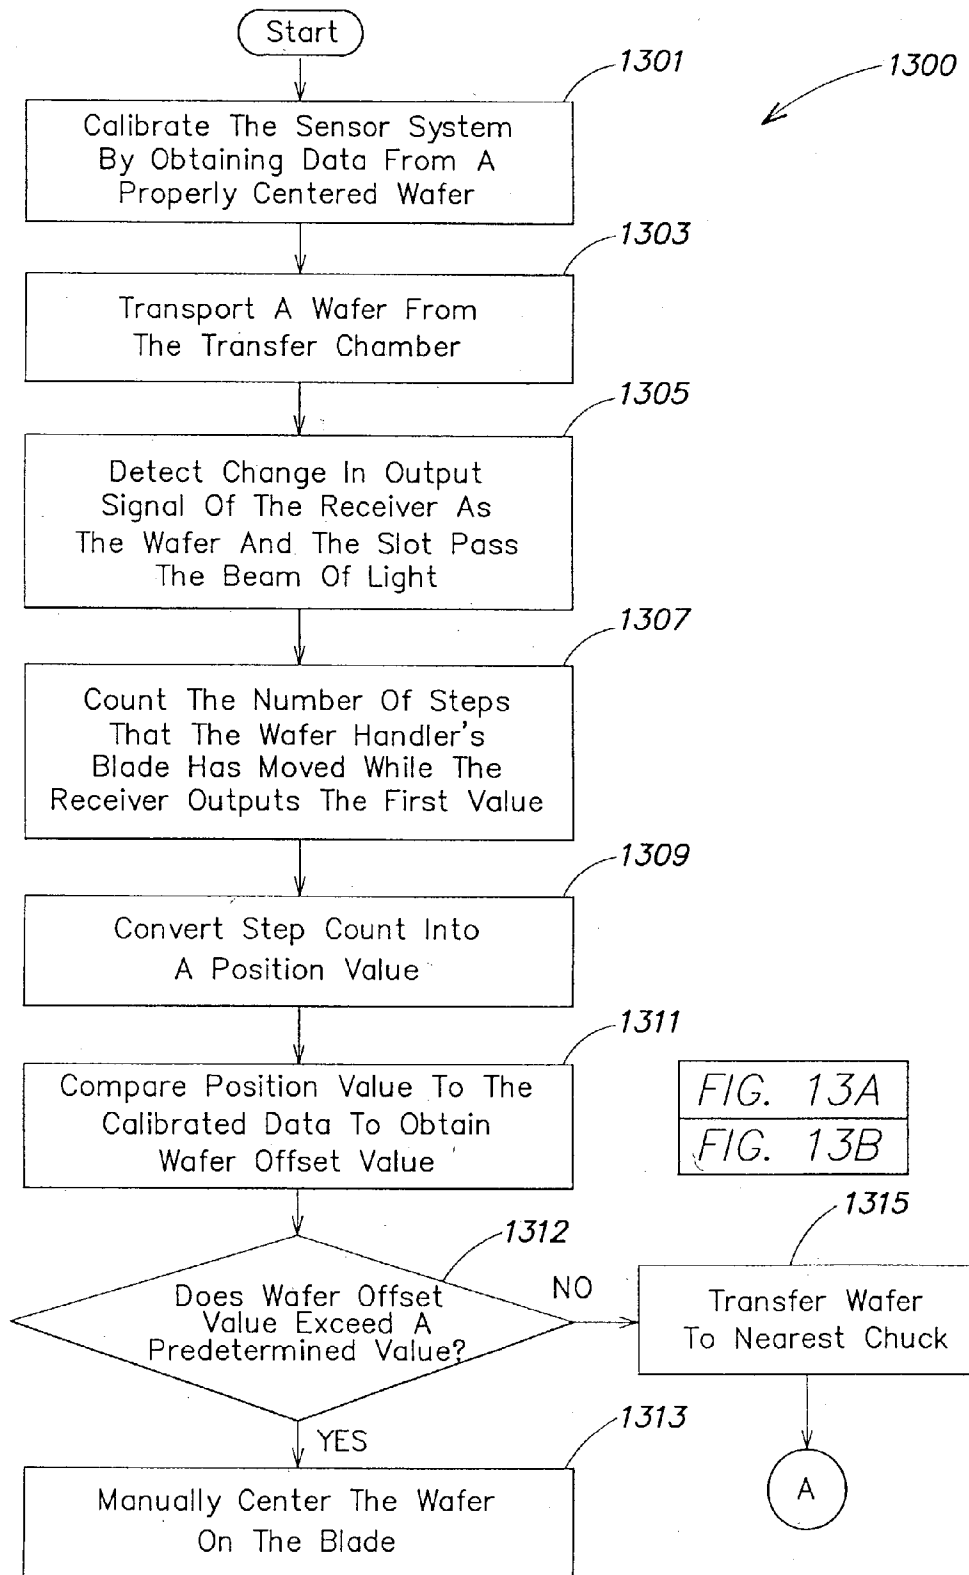 Start
1300
1301
Calibrate The Sensor System
By Obtaining Data From A
Properly Centered Wafer
1303
Transport A Wafer From
The Transfer Chamber
1305
Detect Change In Output
Signal Of The Receiver As
The Wafer And The Slot Pass
The Beam Of Light
1307
Count The Number Of Steps
That The Wafer Handler's
Blade Has Moved While The
Receiver Outputs The First Value
1309
Convert Step Count Into
A Position Value
1311
Compare Position Value To The
Calibrated Data To Obtain
Wafer Offset Value
FIG. 13A
FIG. 13B
1312
Does Wafer Offset
Value Exceed A
Predetermined Value?
NO
1315
Transfer Wafer
To Nearest Chuck
A
YES
1313
Manually Center The Wafer
On The Blade